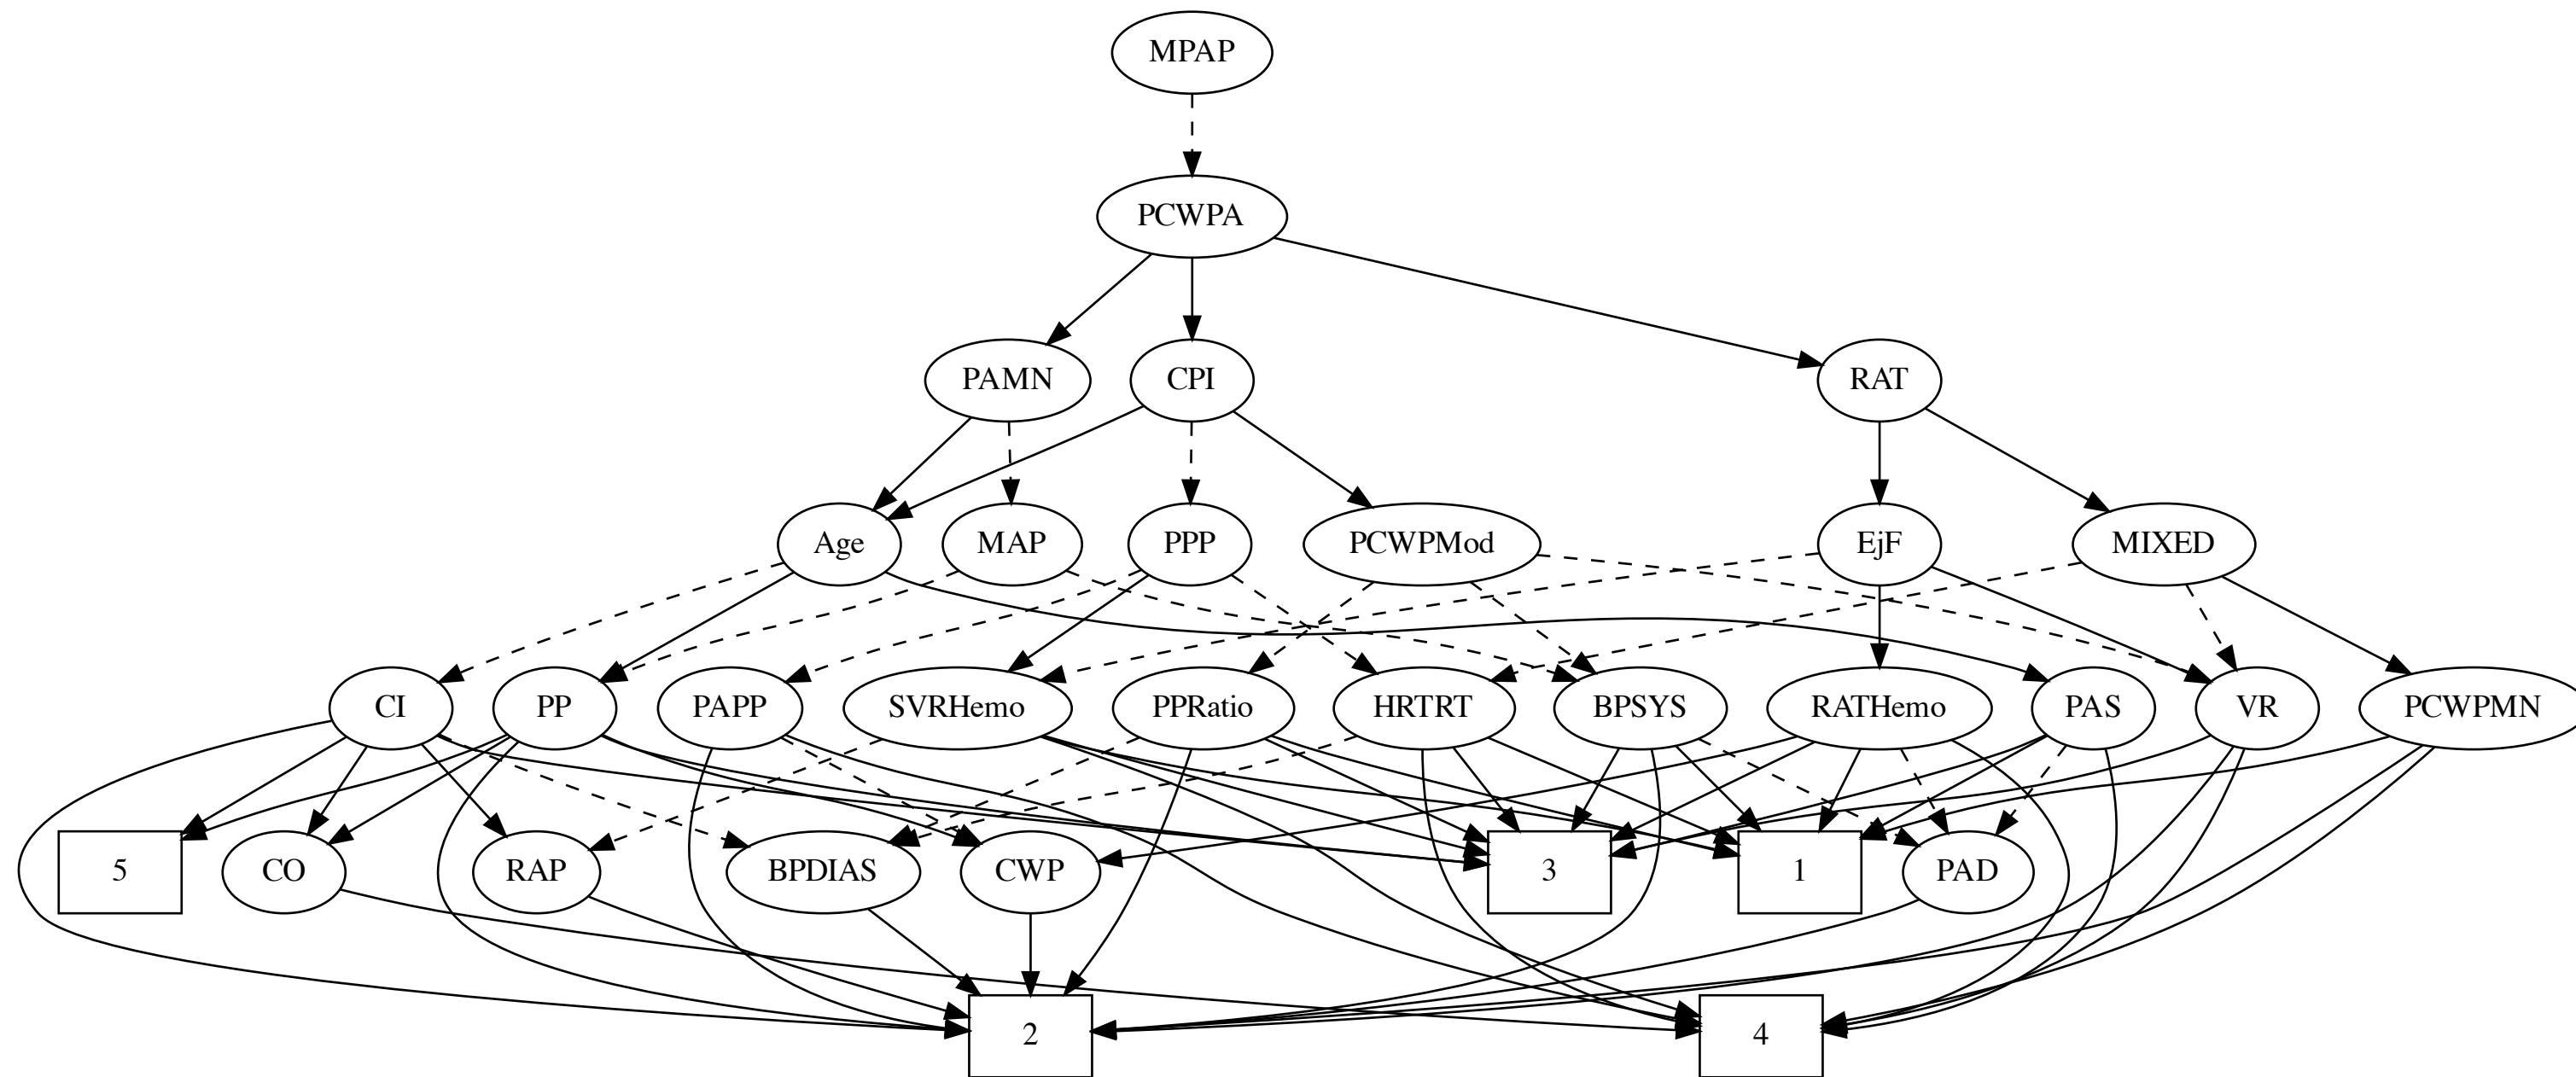 MPAP
PCWPA
PAMN
CPI
RAT
Age
MAP
PPP
PCWPMod
EjF
MIXED
CI
PP
PAPP
SVRHemo
PPRatio
HRTRT
BPSYS
RATHemo
PAS
VR
PCWPMN
5
CO
RAP
BPDIAS
CWP
3
1
PAD
2
4